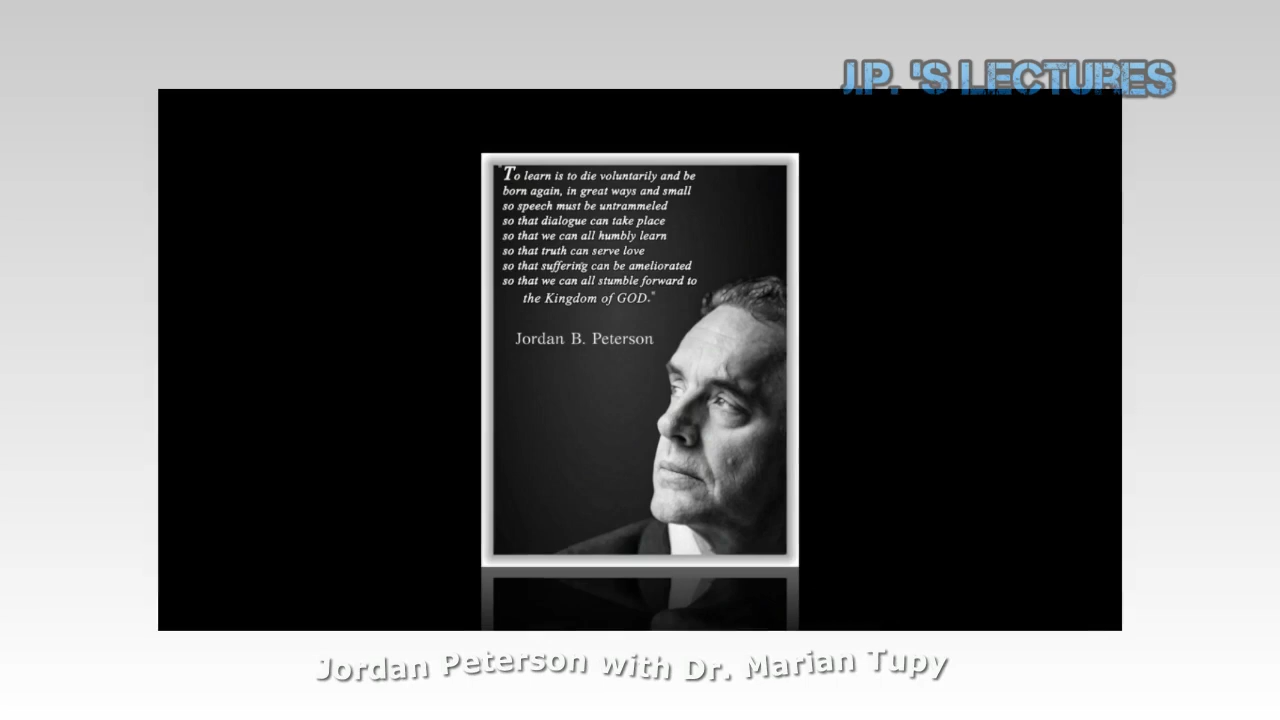 J.P. 'S LECTURES
"To learn is to die voluntarily and be
born again, in great ways and small
so speech must be untrammeled
so that dialogue can take place
so that we can all humbly learn
so that truth can serve love
so that suffering can be ameliorated
so that we can all stumble forward to
the Kingdom of GOD."
Jordan B. Peterson
Jordan Peterson with Dr. Marian Tupy